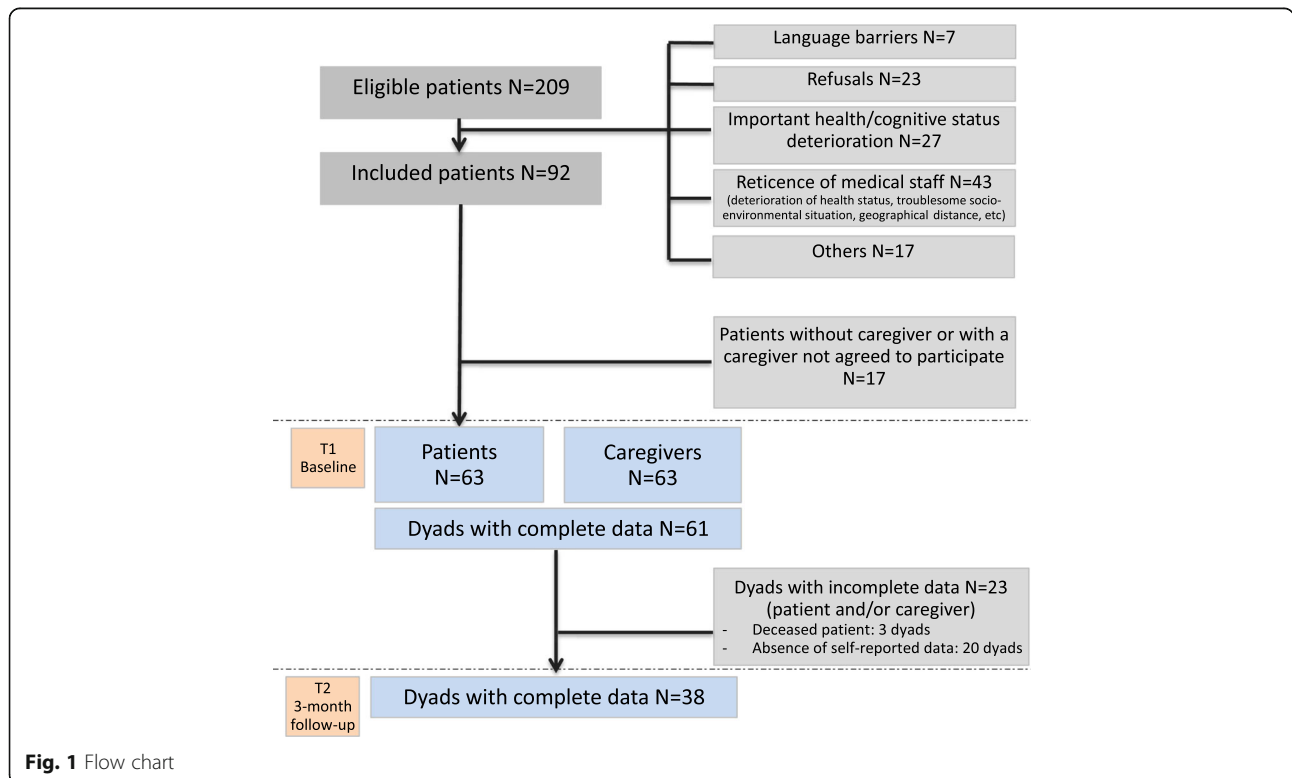 Language barriers N=7
Eligible patients N=209
Refusals N=23
Important health/cognitive status
deterioration N=27
Included patients N=92
Reticence of medical staff N=43
(deterioration of health status, troublesome socio-
environmental situation, geographical distance, etc)
Others N=17
Patients without caregiver or with a
caregiver not agreed to participate
N=17
T1
Baseline
Patients
N=63
Caregivers
N=63
Dyads with complete data N=61
Dyads with incomplete data N=23
(patient and/or caregiver)
- Deceased patient: 3 dyads
- Absence of self-reported data: 20 dyads
T2
3-month
follow-up
Dyads with complete data N=38
Fig. 1 Flow chart